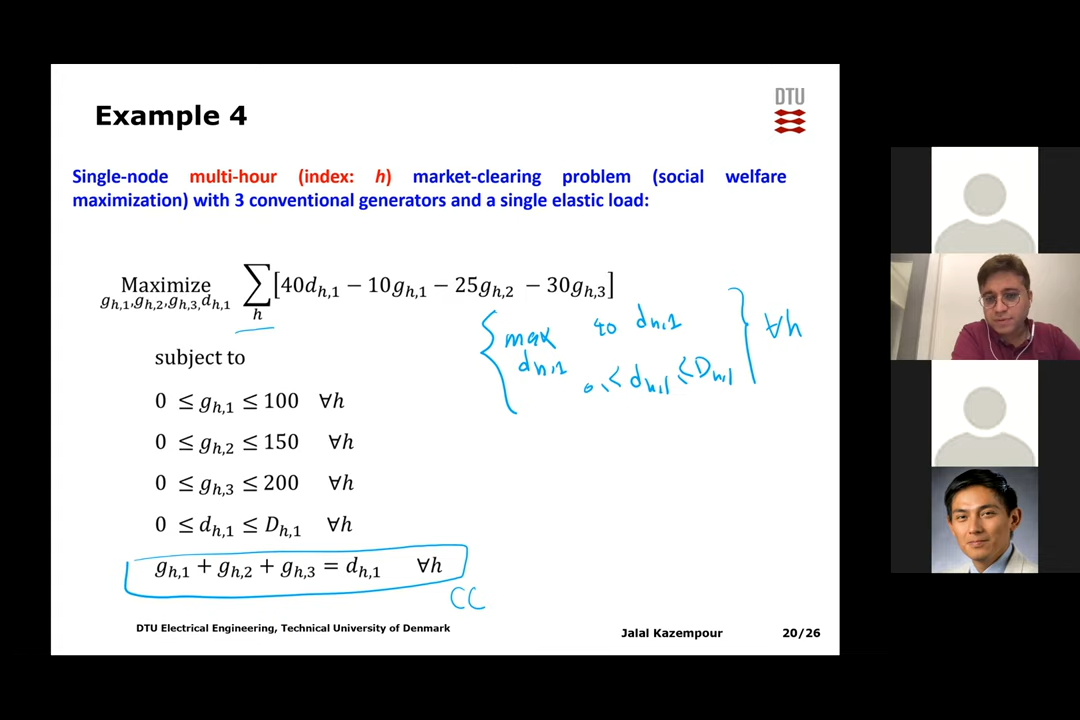 DTU
Example 4
Single-node multi-hour (index: h) market-clearing problem (social welfare
maximization) with 3 conventional generators and a single elastic load:
Maximize ∑ [40d_{h,1} − 10g_{h,1} − 25g_{h,2} − 30g_{h,3}]
g_{h,1},g_{h,2},g_{h,3},d_{h,1} h
max 40 d_{h,1}
d_{h,1}
0 ≤ d_{h,1} ≤ D_{h,1}
∀h
subject to
0 ≤ g_{h,1} ≤ 100 ∀h
0 ≤ g_{h,2} ≤ 150 ∀h
0 ≤ g_{h,3} ≤ 200 ∀h
0 ≤ d_{h,1} ≤ D_{h,1} ∀h
g_{h,1} + g_{h,2} + g_{h,3} = d_{h,1} ∀h
CC
DTU Electrical Engineering, Technical University of Denmark
Jalal Kazempour
20/26